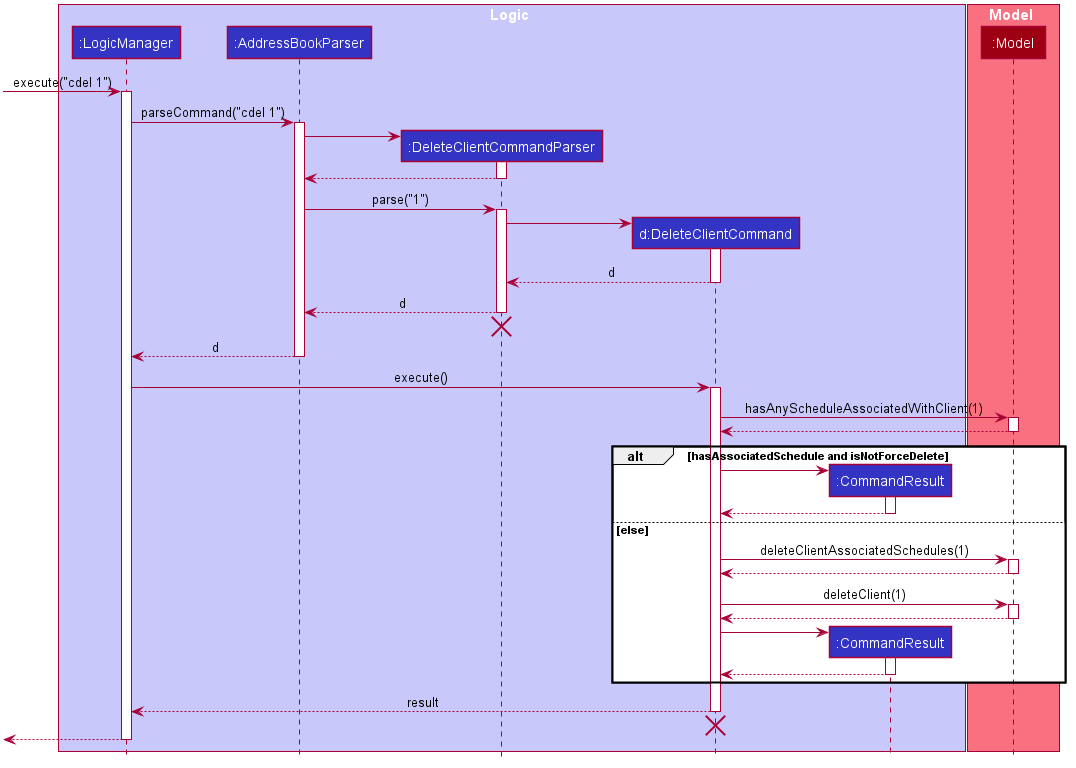 Logic
Model
:LogicManager
:AddressBookParser
:Model
execute("cdel 1")
parseCommand("cdel 1")
:DeleteClientCommandParser
parse("1")
d:DeleteClientCommand
d
d
d
execute()
hasAnyScheduleAssociatedWithClient(1)
alt
[hasAssociatedSchedule and isNotForceDelete]
:CommandResult
[else]
deleteClientAssociatedSchedules(1)
deleteClient(1)
:CommandResult
result